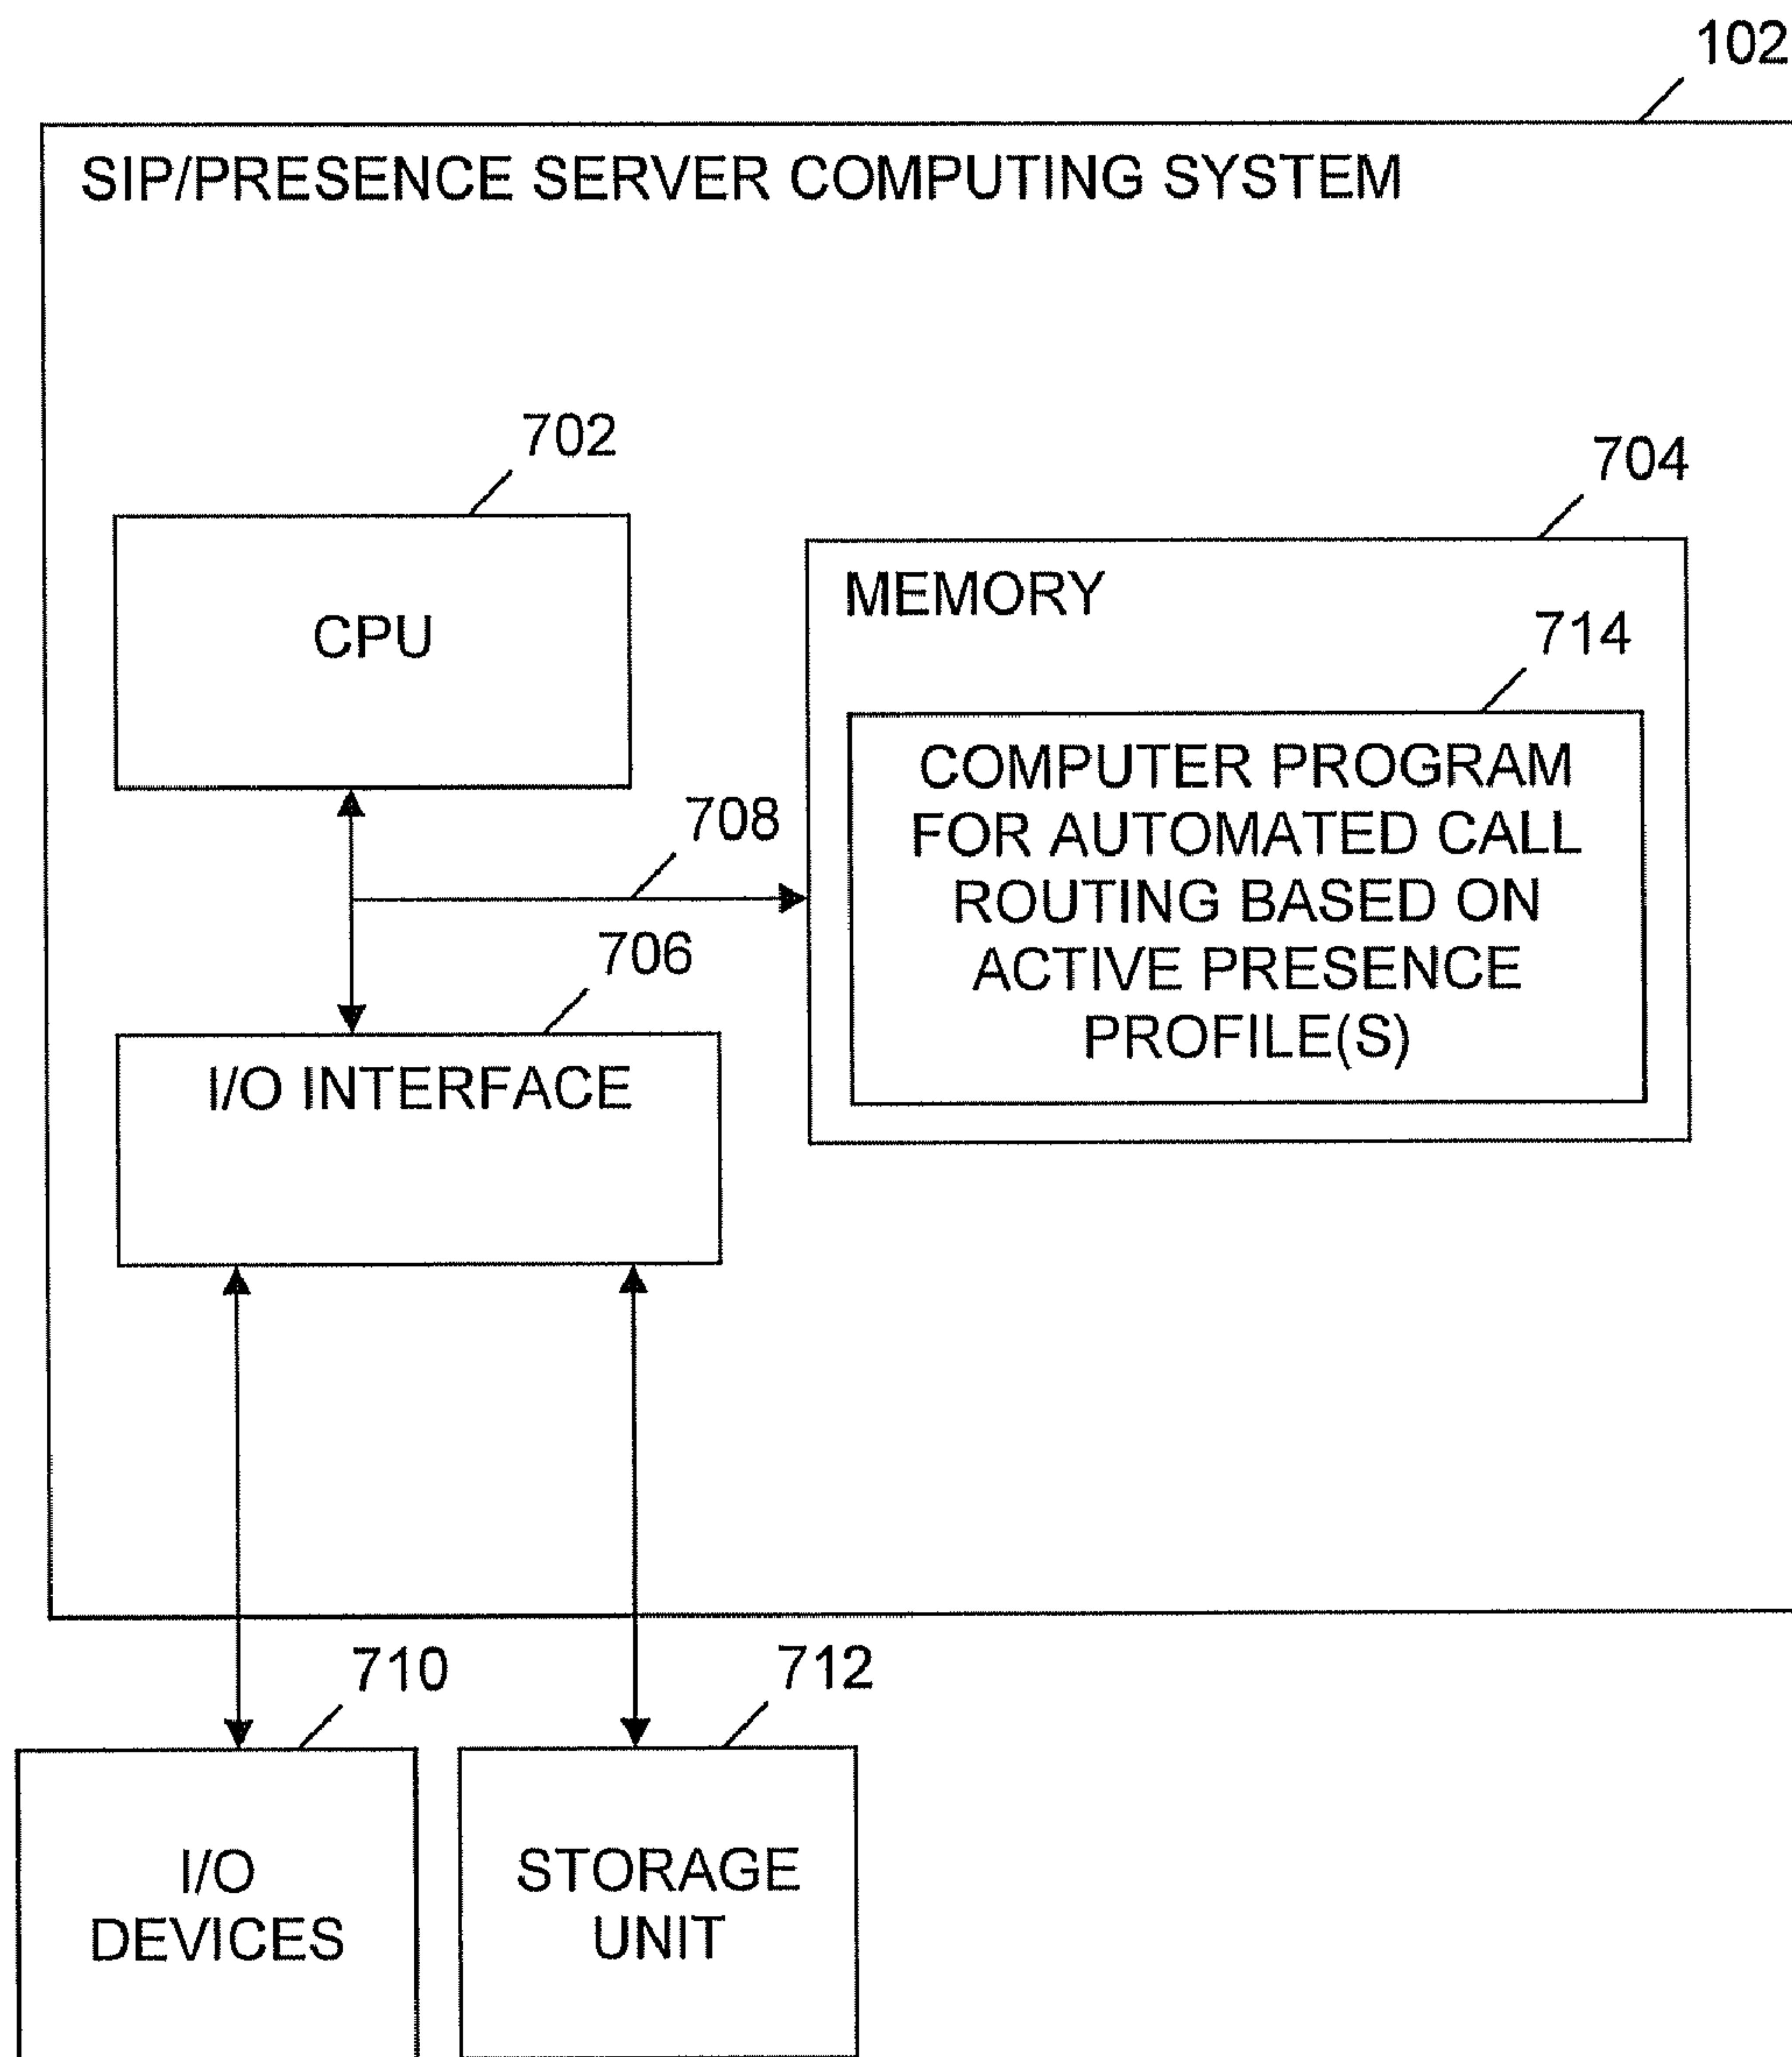 102
SIP/PRESENCE SERVER COMPUTING SYSTEM
702
704
CPU
MEMORY
714
COMPUTER PROGRAM
FOR AUTOMATED CALL
ROUTING BASED ON
ACTIVE PRESENCE
PROFILE(S)
708
706
I/O INTERFACE
710
712
I/O
DEVICES
STORAGE
UNIT